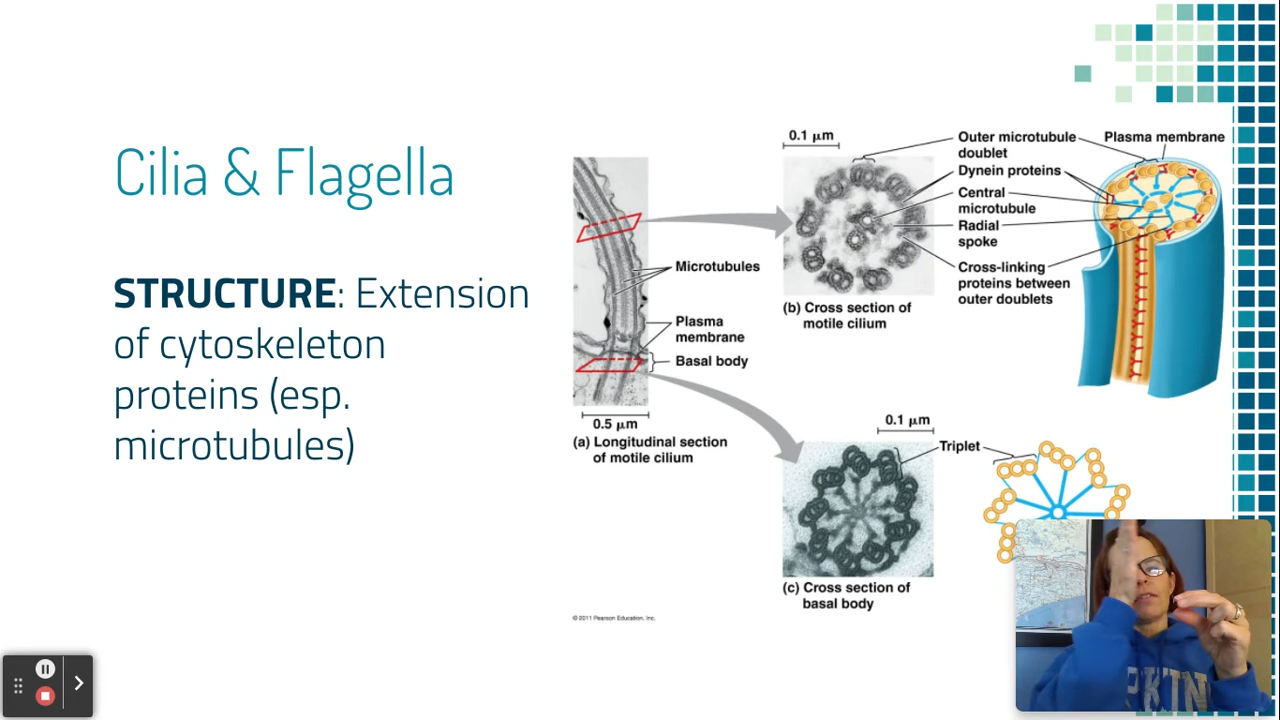 Cilia & Flagella
STRUCTURE: Extension
of cytoskeleton
proteins (esp.
microtubules)
Microtubules
Plasma
membrane
Basal body
0.5 µm
(a) Longitudinal section
of motile cilium
0.1 µm
(b) Cross section of
motile cilium
Outer microtubule
doublet
Dynein proteins
Central
microtubule
Radial
spoke
Cross-linking
proteins between
outer doublets
Plasma membrane
0.1 µm
Triplet
(c) Cross section of
basal body
© 2011 Pearson Education, Inc.